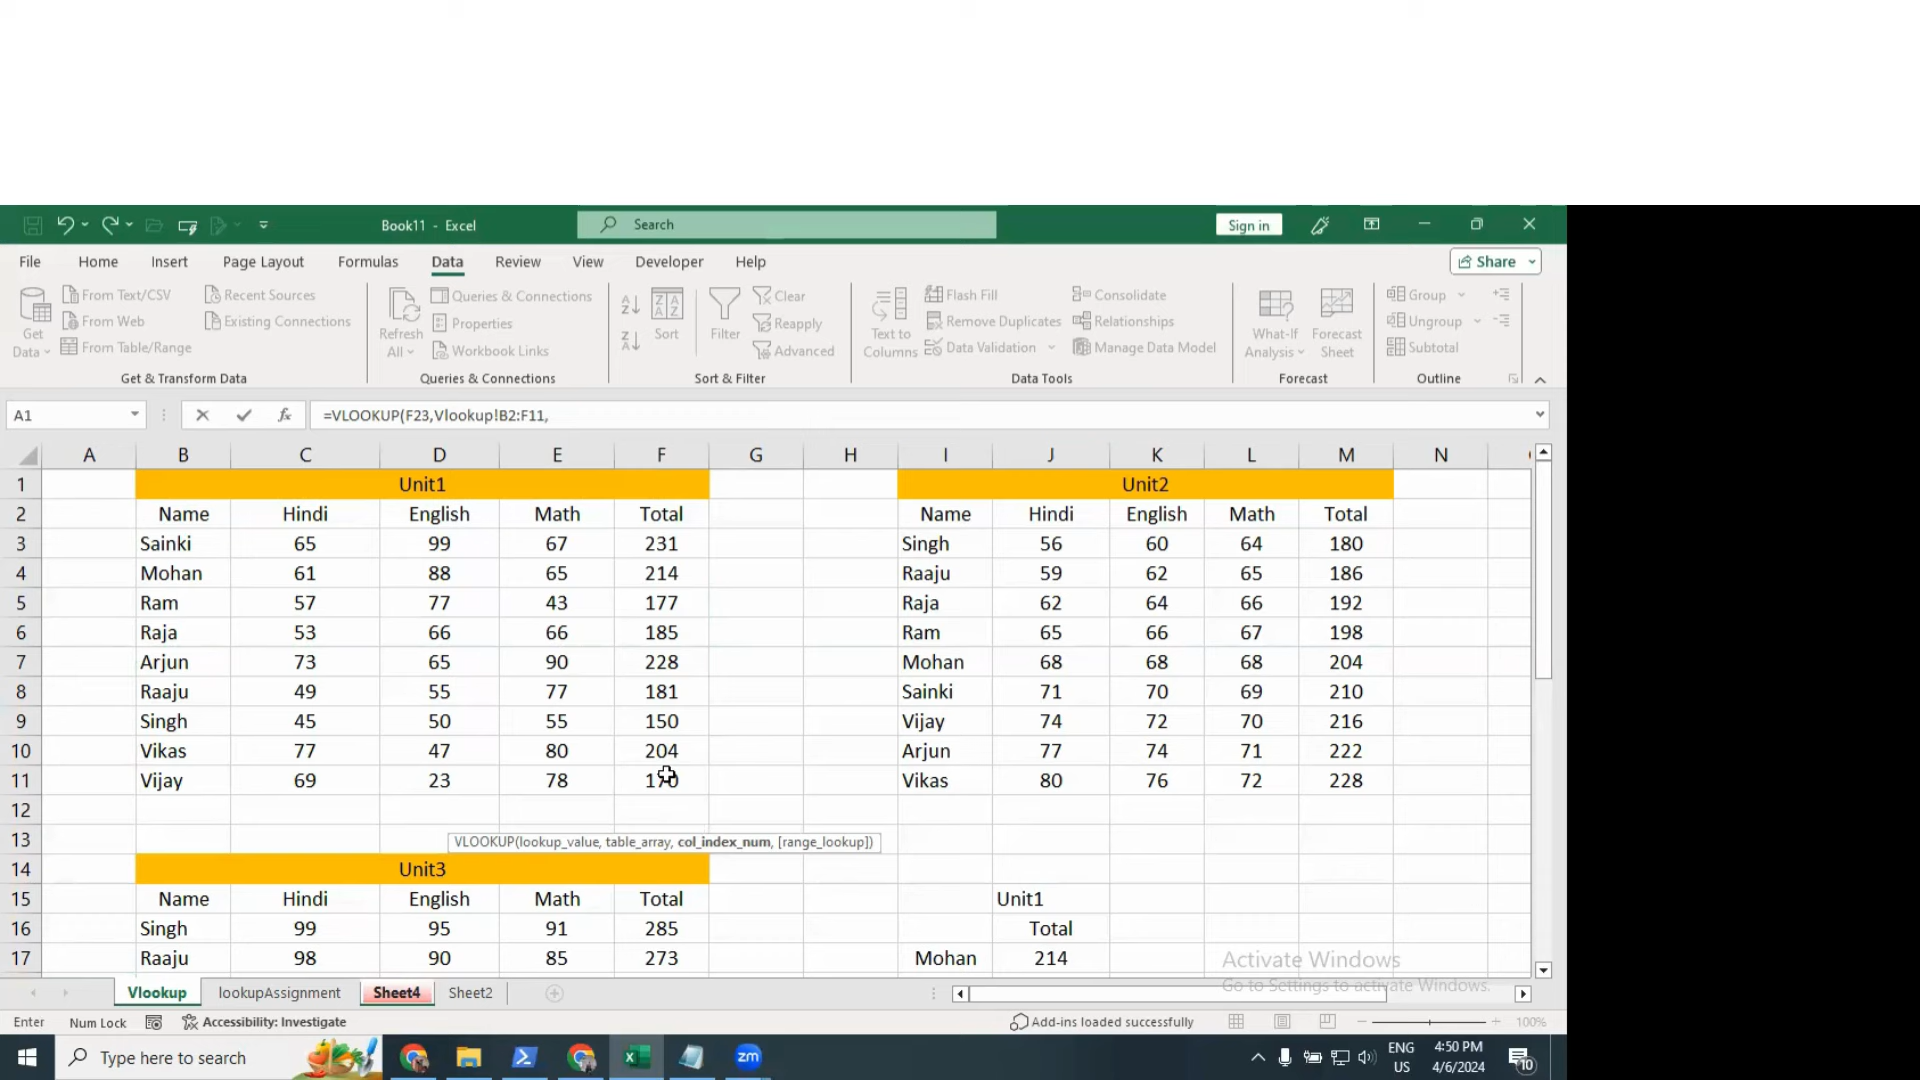 Book11 - Excel
Search
Sign in
File Home Insert Page Layout Formulas Data Review View Developer Help
Share
Get Data
From Text/CSV
From Web
From Table/Range
Recent Sources
Existing Connections
Get & Transform Data
Refresh All
Queries & Connections
Properties
Workbook Links
Queries & Connections
Sort
Filter
Clear
Reapply
Advanced
Sort & Filter
Text to Columns
Flash Fill
Remove Duplicates
Data Validation
Consolidate
Relationships
Manage Data Model
Data Tools
What-If Analysis
Forecast Sheet
Forecast
Group
Ungroup
Subtotal
Outline
A1
fx
=VLOOKUP(F23,Vlookup!B2:F11,
A B C D E F G H I J K L M N
1 Unit1 Unit2
2 Name Hindi English Math Total Name Hindi English Math Total
3 Sainki 65 99 67 231 Singh 56 60 64 180
4 Mohan 61 88 65 214 Raaju 59 62 65 186
5 Ram 57 77 43 177 Raja 62 64 66 192
6 Raja 53 66 66 185 Ram 65 66 67 198
7 Arjun 73 65 90 228 Mohan 68 68 68 204
8 Raaju 49 55 77 181 Sainki 71 70 69 210
9 Singh 45 50 55 150 Vijay 74 72 70 216
10 Vikas 77 47 80 204 Arjun 77 74 71 222
11 Vijay 69 23 78 170 Vikas 80 76 72 228
12
13
VLOOKUP(lookup_value, table_array, col_index_num, [range_lookup])
14 Unit3
15 Name Hindi English Math Total Unit1
16 Singh 99 95 91 285 Total
17 Raaju 98 90 85 273 Mohan 214
Activate Windows
Go to Settings to activate Windows.
Vlookup lookupAssignment Sheet4 Sheet2
Enter Num Lock Accessibility: Investigate Add-ins loaded successfully 100%
Type here to search
zm
ENG
US
4:50 PM
4/6/2024
10